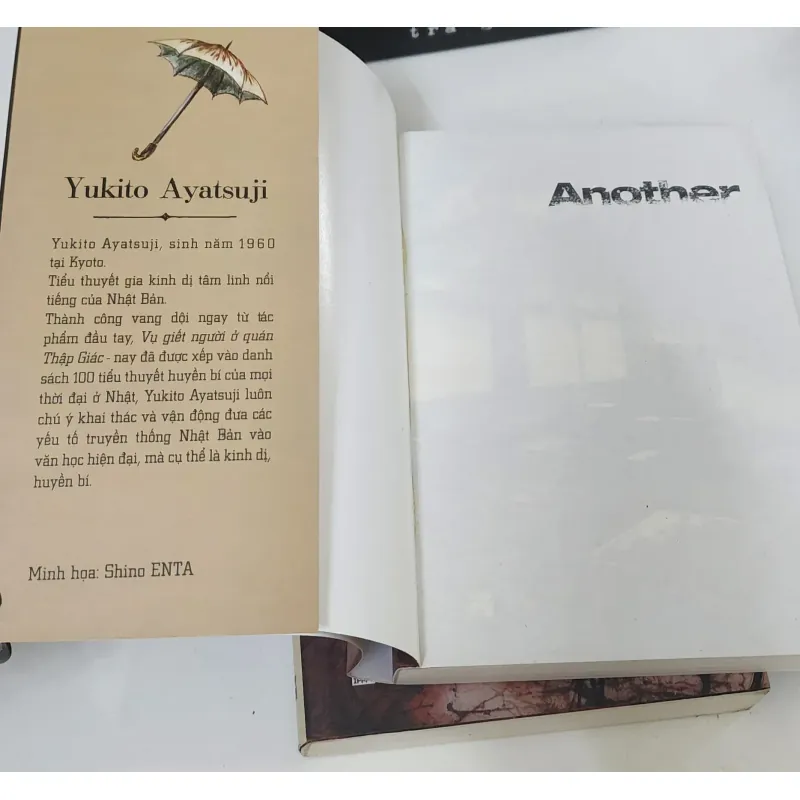 Yukito Ayatsuji
Yukito Ayatsuji, sinh năm 1960
tại Kyoto.
Tiểu thuyết gia kinh dị tâm linh nổi
tiếng của Nhật Bản.
Thành công vang dội ngay từ tác
phẩm đầu tay, Vụ giết người ở quán
Thập Giác - nay đã được xếp vào danh
sách 100 tiểu thuyết huyền bí của mọi
thời đại ở Nhật, Yukito Ayatsuji luôn
chú ý khai thác và vận động đưa các
yếu tố truyền thống Nhật Bản vào
văn học hiện đại, mà cụ thể là kinh dị,
huyền bí.
Minh họa: Shino ENTA
Another